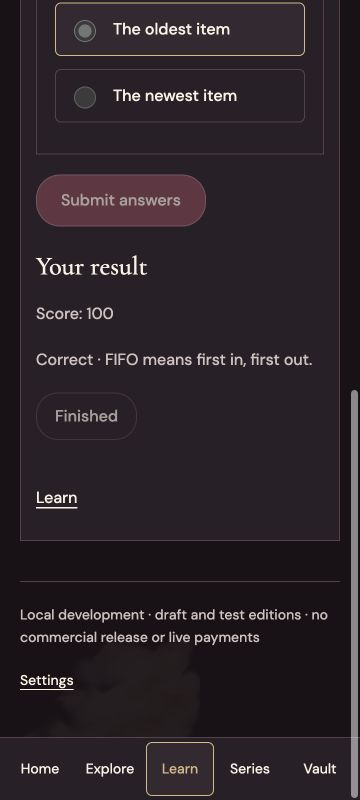 The oldest item
The newest item
Submit answers
Your result
Score: 100
Correct · FIFO means first in, first out.
Finished
Learn
Local development · draft and test editions · no
commercial release or live payments
Settings
Home Explore Learn Series Vault